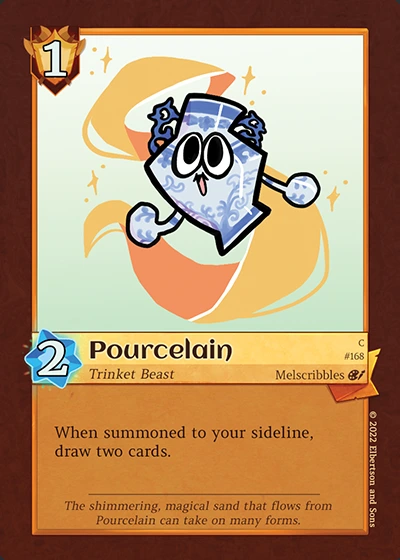 1
2
Pourcelain
C
#168
Trinket Beast
Melscribbles
When summoned to your sideline,
draw two cards.
The shimmering, magical sand that flows from
Pourcelain can take on many forms.
© 2022 Elbertson and Sons